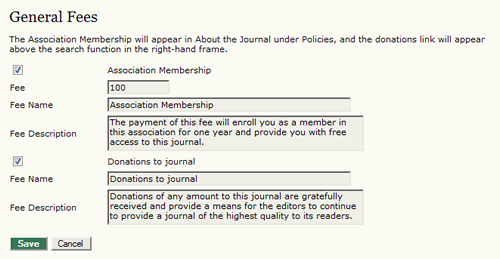 General Fees
The Association Membership will appear in About the Journal under Policies, and the donations link will appear
above the search function in the right-hand frame.
Association Membership
Fee 100
Fee Name Association Membership
Fee Description The payment of this fee will enroll you as a member in
this association for one year and provide you with free
access to this journal.
Donations to journal
Fee Name Donations to journal
Fee Description Donations of any amount to this journal are gratefully
received and provide a means for the editors to continue
to provide a journal of the highest quality to its readers.
Save Cancel